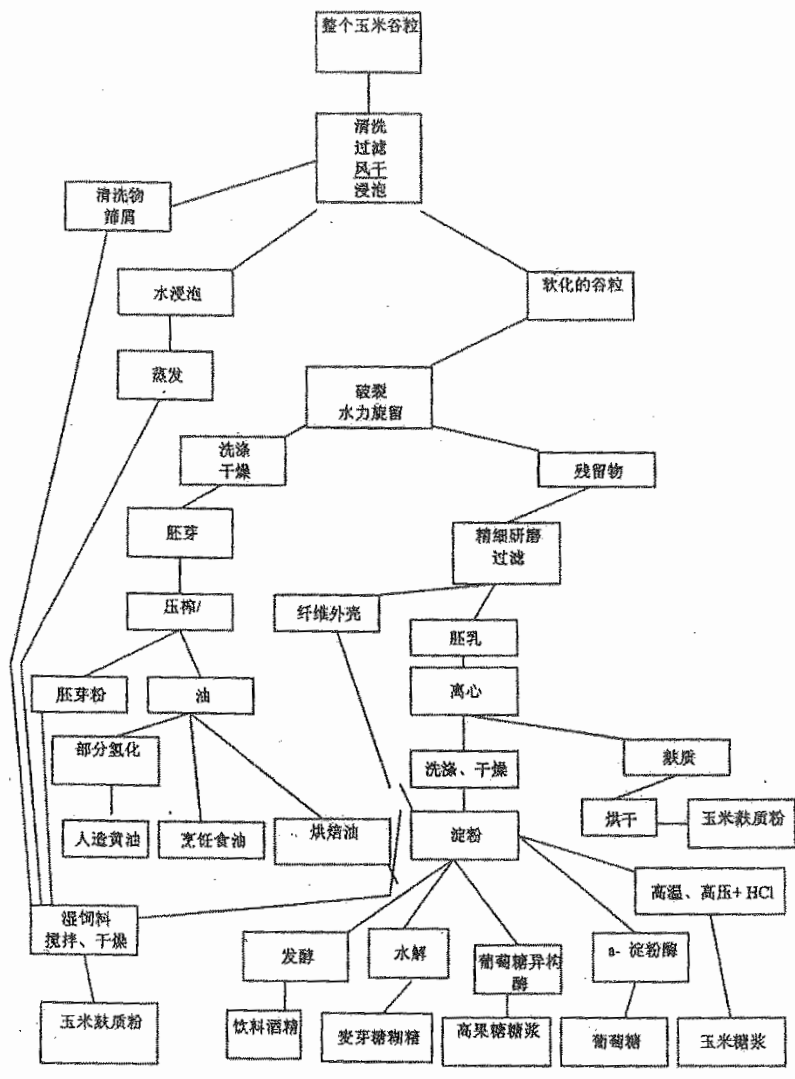 整个玉米谷粒
清洗
过滤
风干
浸泡
清洗物
筛屑
水浸泡
软化的谷粒
蒸发
破裂
水力旋留
洗涤
干燥
残留物
胚芽
精细研磨
过滤
压榨/
纤维外壳
胚乳
胚芽粉
油
离心
部分氢化
洗涤、干燥
麸质
人造黄油
烹饪食油
烘焙油
淀粉
烘干
玉米麸质粉
高温、高压+ HCl
湿饲料
搅拌、干燥
发酵
水解
葡萄糖异构
酶
a- 淀粉酶
玉米麸质粉
饮料酒精
麦芽糖糊精
高果糖糖浆
葡萄糖
玉米糖浆